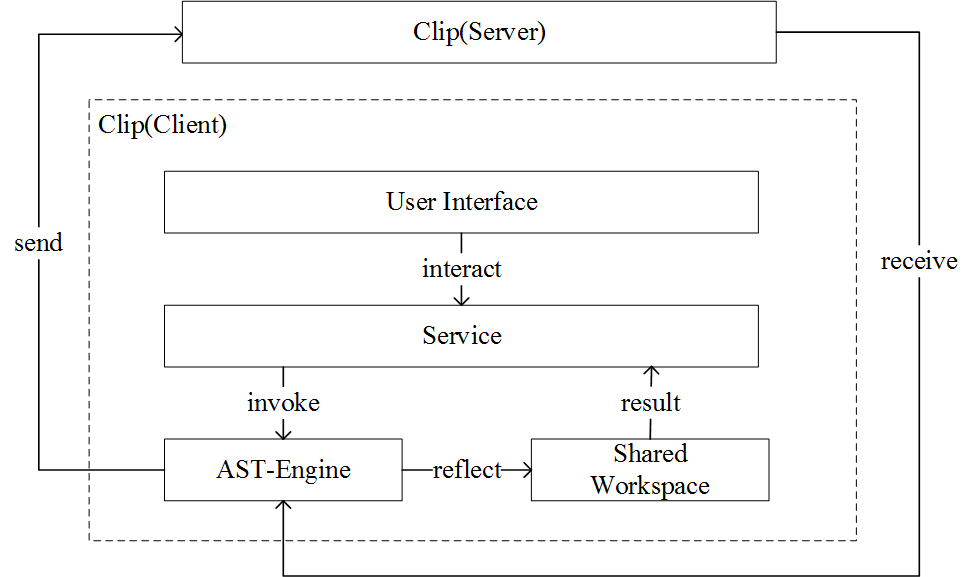 Clip(Server)
Clip(Client)
User Interface
send
interact
receive
Service
invoke
result
AST-Engine
reflect
Shared
Workspace